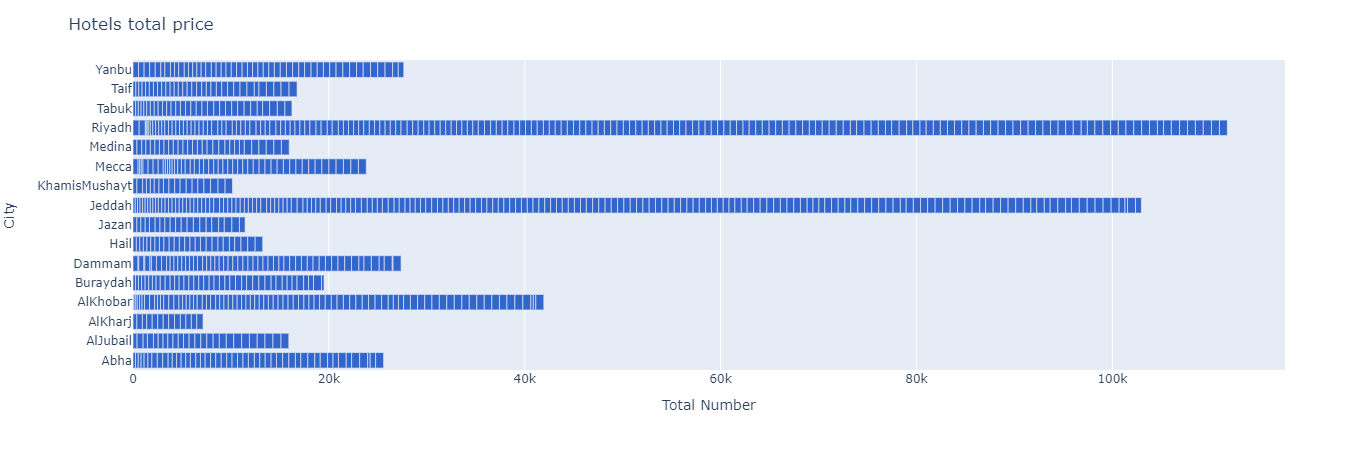 Hotels total price
Yanbu
Taif
Tabuk
Riyadh
Medina
Mecca
KhamisMushayt
Jeddah
Jazan
Hail
Dammam
Buraydah
AlKhobar
AlKharj
AlJubail
Abha
City
0 20k 40k 60k 80k 100k
Total Number